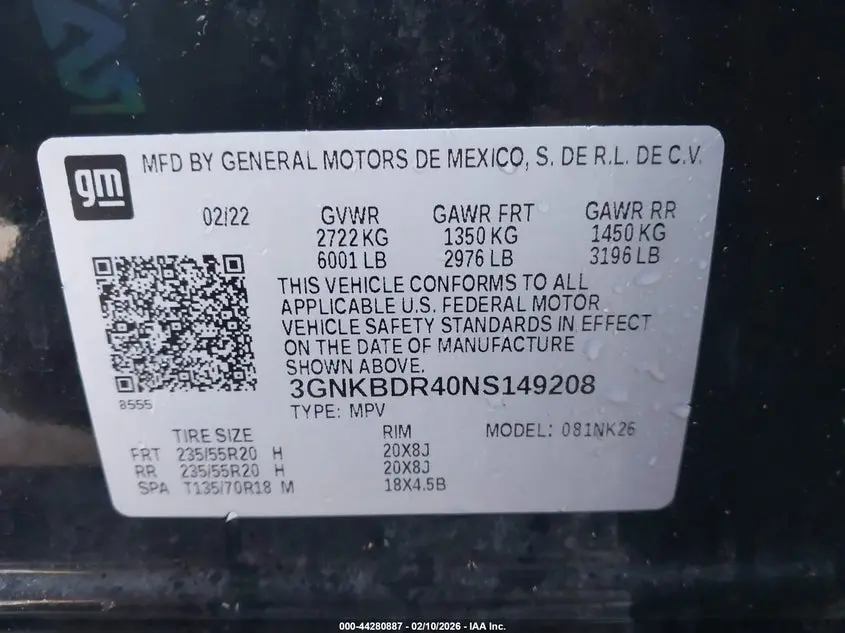 gm
MFD BY GENERAL MOTORS DE MEXICO, S. DE R.L. DE C.V.
02/22 GVWR GAWR FRT GAWR RR
2722 KG 1350 KG 1450 KG
6001 LB 2976 LB 3196 LB
THIS VEHICLE CONFORMS TO ALL
APPLICABLE U.S. FEDERAL MOTOR
VEHICLE SAFETY STANDARDS IN EFFECT
ON THE DATE OF MANUFACTURE
SHOWN ABOVE.
3GNKBDR40NS149208
8555
TYPE: MPV
TIRE SIZE RIM MODEL: 081NK26
FRT 235/55R20 H 20X8J
RR 235/55R20 H 20X8J
SPA T135/70R18 M 18X4.5B
000-44280887 - 02/10/2026 - IAA Inc.